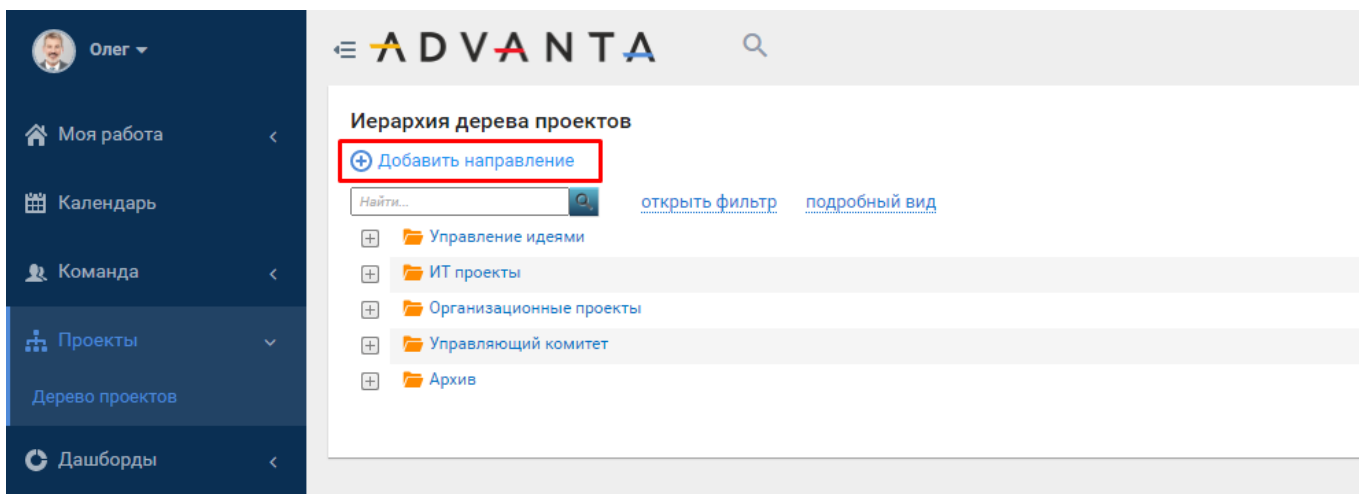 Олег
ADVANTA
Моя работа
Календарь
Команда
Проекты
Дерево проектов
Дашборды
Иерархия дерева проектов
Добавить направление
Найти...
открыть фильтр подробный вид
Управление идеями
ИТ проекты
Организационные проекты
Управляющий комитет
Архив